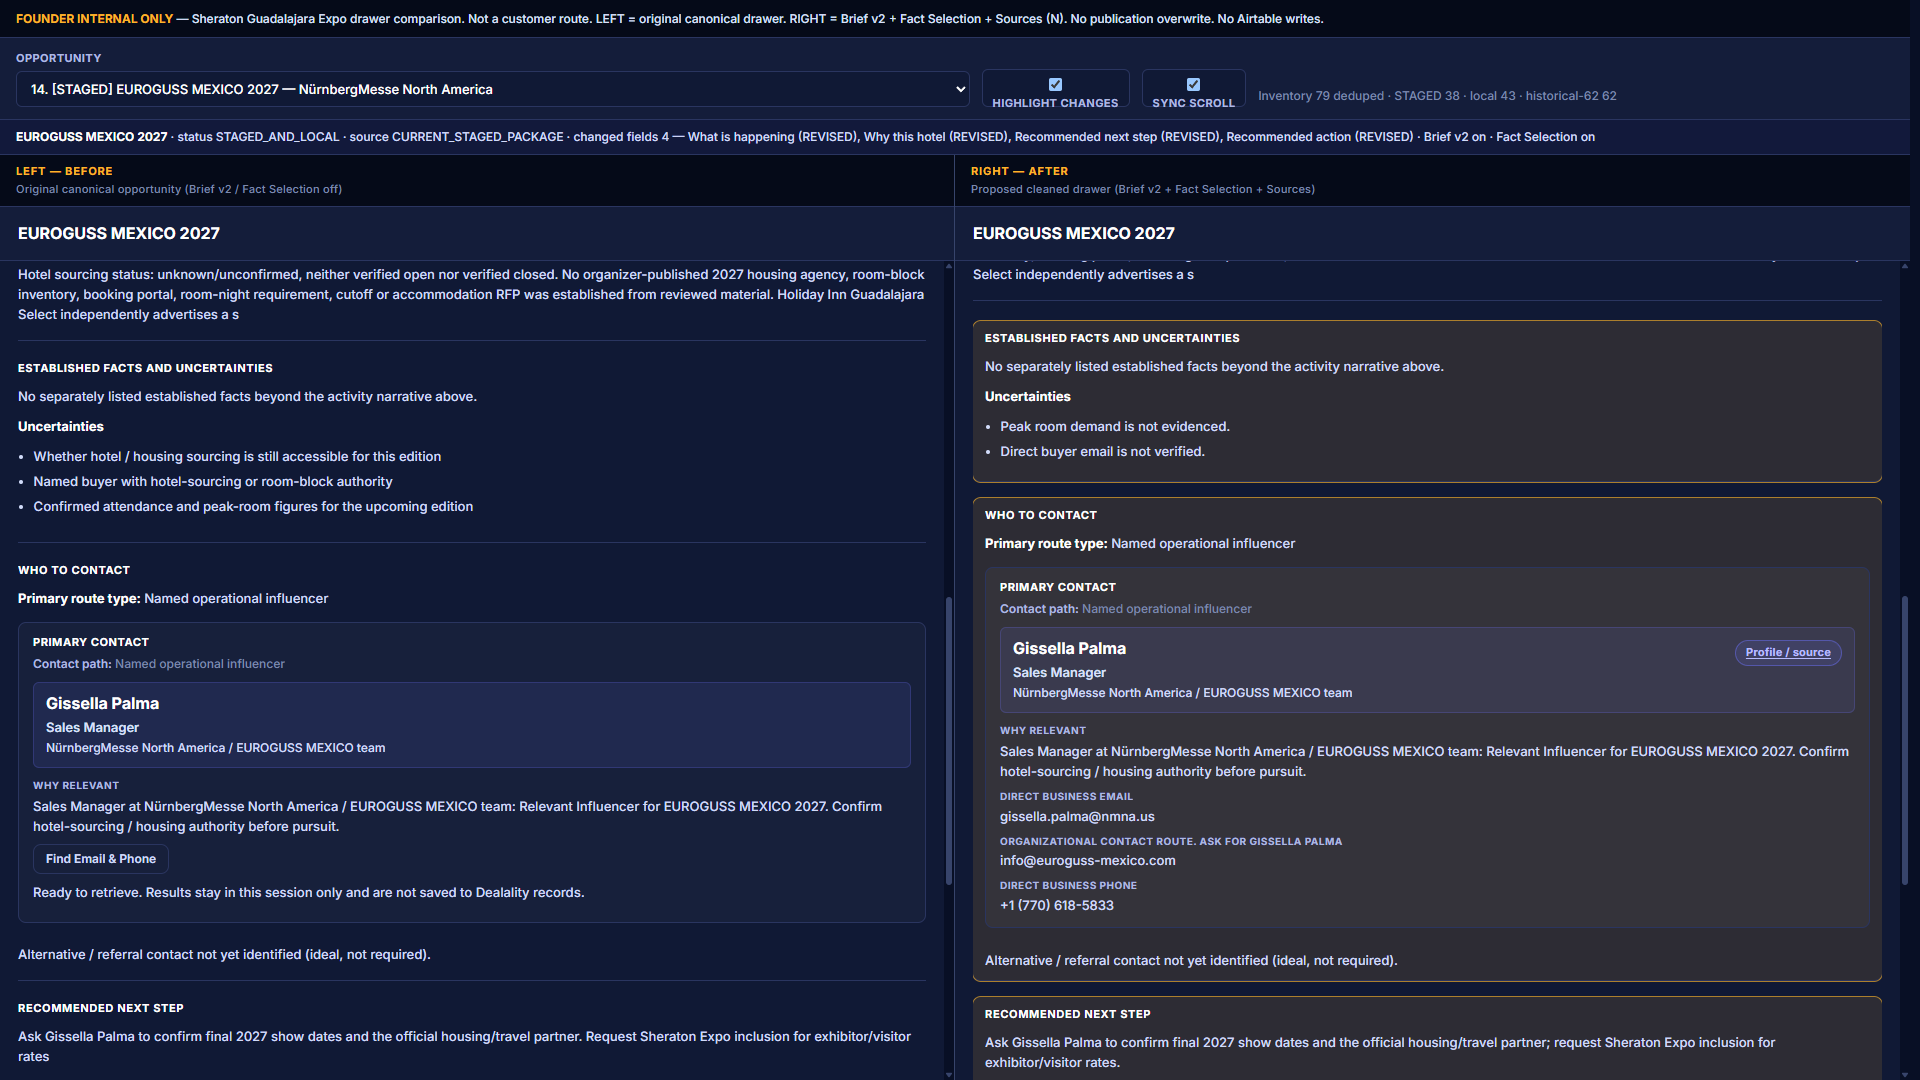 FOUNDER INTERNAL ONLY — Sheraton Guadalajara Expo drawer comparison. Not a customer route. LEFT = original canonical drawer. RIGHT = Brief v2 + Fact Selection + Sources (N). No publication overwrite. No Airtable writes.
OPPORTUNITY
14. [STAGED] EUROGUSS MEXICO 2027 — NürnbergMesse North America
HIGHLIGHT CHANGES
SYNC SCROLL
Inventory 79 deduped · STAGED 38 · local 43 · historical-62 62
EUROGUSS MEXICO 2027 · status STAGED_AND_LOCAL · source CURRENT_STAGED_PACKAGE · changed fields 4 — What is happening (REVISED), Why this hotel (REVISED), Recommended next step (REVISED), Recommended action (REVISED) · Brief v2 on · Fact Selection on
LEFT — BEFORE
Original canonical opportunity (Brief v2 / Fact Selection off)
EUROGUSS MEXICO 2027
Hotel sourcing status: unknown/unconfirmed, neither verified open nor verified closed. No organizer-published 2027 housing agency, room-block
inventory, booking portal, room-night requirement, cutoff or accommodation RFP was established from reviewed material. Holiday Inn Guadalajara
Select independently advertises a s
ESTABLISHED FACTS AND UNCERTAINTIES
No separately listed established facts beyond the activity narrative above.
Uncertainties
• Whether hotel / housing sourcing is still accessible for this edition
• Named buyer with hotel-sourcing or room-block authority
• Confirmed attendance and peak-room figures for the upcoming edition
WHO TO CONTACT
Primary route type: Named operational influencer
PRIMARY CONTACT
Contact path: Named operational influencer
Gissella Palma
Sales Manager
NürnbergMesse North America / EUROGUSS MEXICO team
WHY RELEVANT
Sales Manager at NürnbergMesse North America / EUROGUSS MEXICO team: Relevant Influencer for EUROGUSS MEXICO 2027. Confirm
hotel-sourcing / housing authority before pursuit.
Find Email & Phone
Ready to retrieve. Results stay in this session only and are not saved to Dealality records.
Alternative / referral contact not yet identified (ideal, not required).
RECOMMENDED NEXT STEP
Ask Gissella Palma to confirm final 2027 show dates and the official housing/travel partner. Request Sheraton Expo inclusion for exhibitor/visitor
rates
RIGHT — AFTER
Proposed cleaned drawer (Brief v2 + Fact Selection + Sources)
EUROGUSS MEXICO 2027
Select independently advertises a s
ESTABLISHED FACTS AND UNCERTAINTIES
No separately listed established facts beyond the activity narrative above.
Uncertainties
• Peak room demand is not evidenced.
• Direct buyer email is not verified.
WHO TO CONTACT
Primary route type: Named operational influencer
PRIMARY CONTACT
Contact path: Named operational influencer
Gissella Palma
Profile / source
Sales Manager
NürnbergMesse North America / EUROGUSS MEXICO team
WHY RELEVANT
Sales Manager at NürnbergMesse North America / EUROGUSS MEXICO team: Relevant Influencer for EUROGUSS MEXICO 2027. Confirm
hotel-sourcing / housing authority before pursuit.
DIRECT BUSINESS EMAIL
gissella.palma@nmna.us
ORGANIZATIONAL CONTACT ROUTE. ASK FOR GISSELLA PALMA
info@euroguss-mexico.com
DIRECT BUSINESS PHONE
+1 (770) 618-5833
Alternative / referral contact not yet identified (ideal, not required).
RECOMMENDED NEXT STEP
Ask Gissella Palma to confirm final 2027 show dates and the official housing/travel partner; request Sheraton Expo inclusion for
exhibitor/visitor rates.